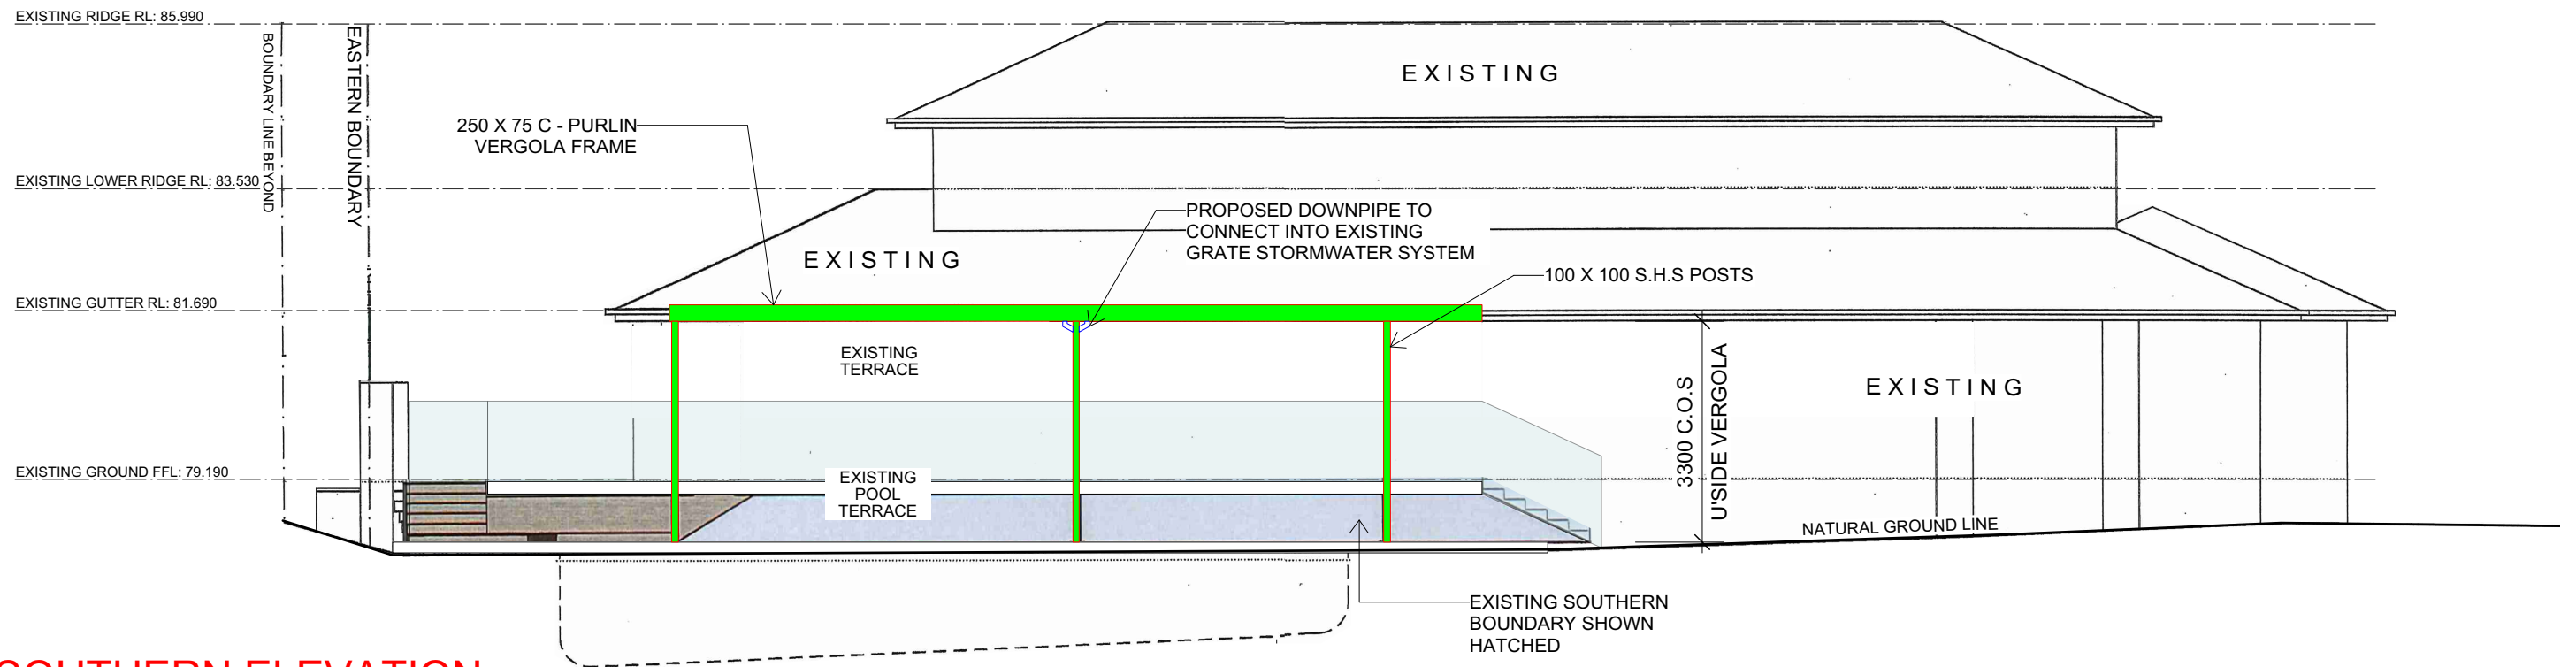 EXISTING RIDGE RL: 85.990
BOUNDARY LINE BEYOND
EASTERN BOUNDARY
EXISTING
250 X 75 C - PURLIN
VERGOLA FRAME
EXISTING LOWER RIDGE RL: 83.530
PROPOSED DOWNPIPE TO
CONNECT INTO EXISTING
GRATE STORMWATER SYSTEM
EXISTING
100 X 100 S.H.S POSTS
EXISTING GUTTER RL: 81.690
EXISTING
TERRACE
3300 C.O.S
U'SIDE VERGOLA
EXISTING
EXISTING GROUND FFL: 79.190
EXISTING
POOL
TERRACE
NATURAL GROUND LINE
EXISTING SOUTHERN
BOUNDARY SHOWN
HATCHED
SOUTHERN ELEVATION